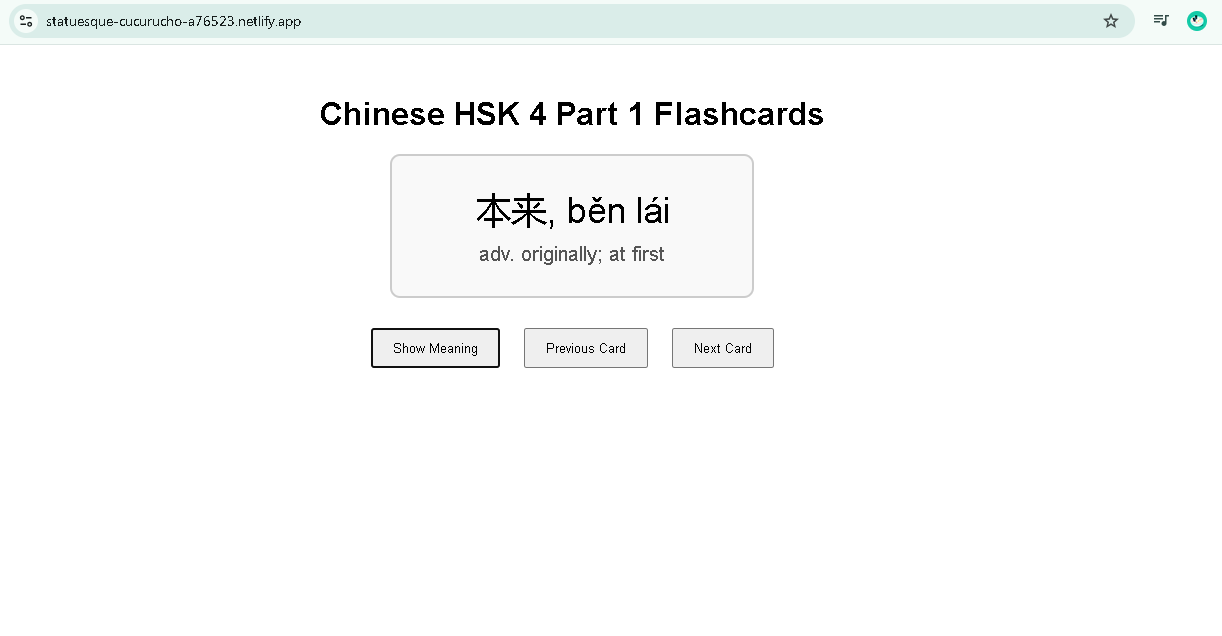 statuesque-cucurucho-a76523.netlify.app
Chinese HSK 4 Part 1 Flashcards
本来, běn lái
adv. originally; at first
Show Meaning
Previous Card
Next Card